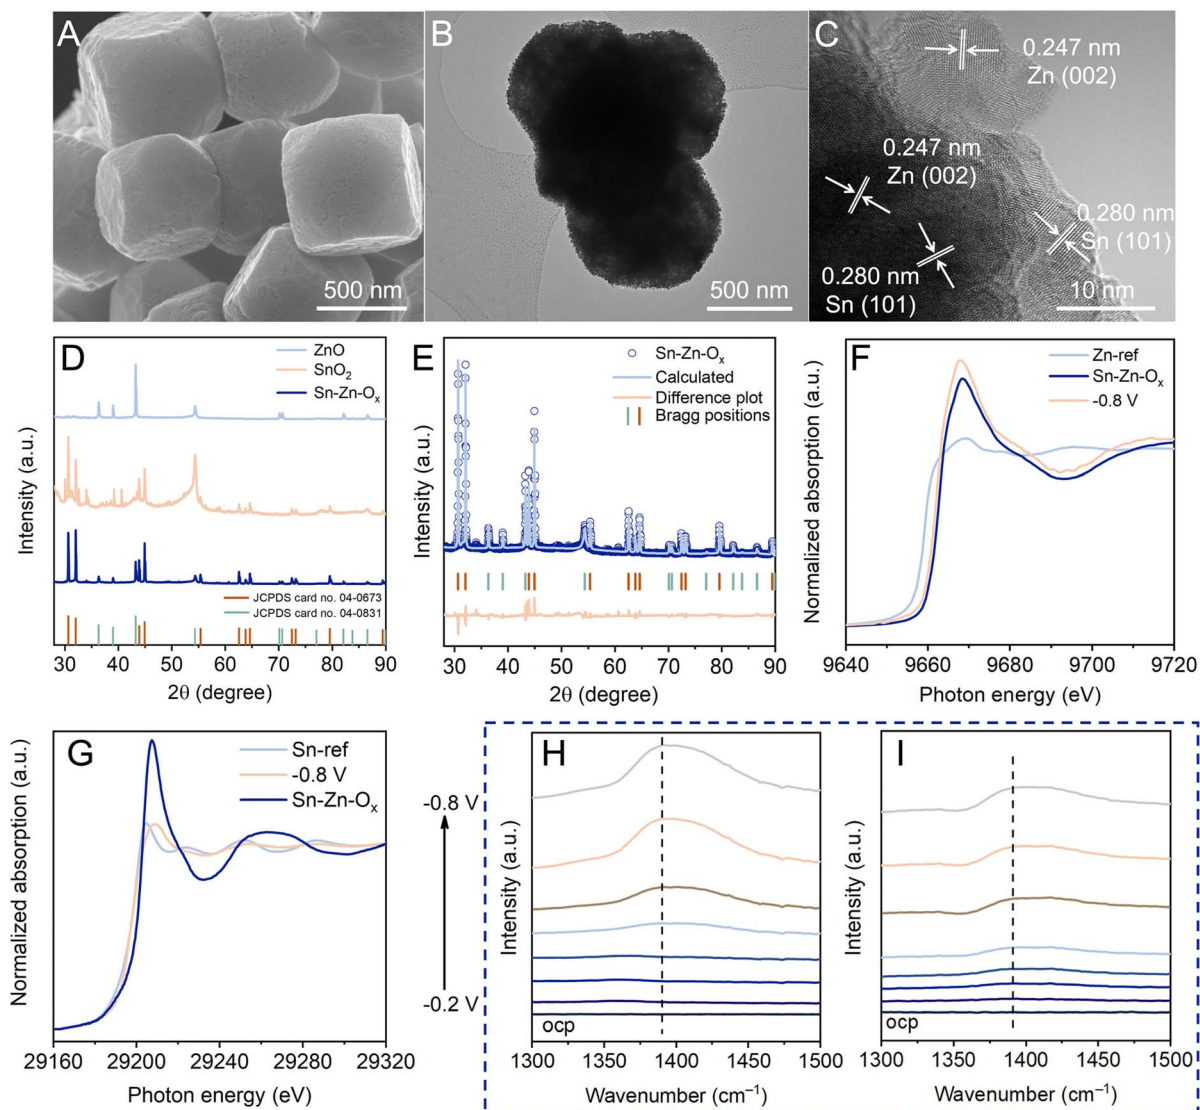 A
500 nm
B
500 nm
C
0.247 nm
Zn (002)
0.247 nm
Zn (002)
0.280 nm
Sn (101)
0.280 nm
Sn (101)
10 nm
D
ZnO
SnO₂
Sn-Zn-Oₓ
JCPDS card no. 04-0673
JCPDS card no. 04-0831
Intensity (a.u.)
30 40 50 60 70 80 90
2θ (degree)
E
Sn-Zn-Oₓ
Calculated
Difference plot
Bragg positions
Intensity (a.u.)
30 40 50 60 70 80 90
2θ (degree)
F
Zn-ref
Sn-Zn-Oₓ
-0.8 V
Normalized absorption (a.u.)
9640 9660 9680 9700 9720
Photon energy (eV)
G
Sn-ref
-0.8 V
Sn-Zn-Oₓ
Normalized absorption (a.u.)
29160 29200 29240 29280 29320
Photon energy (eV)
-0.8 V
-0.2 V
H
ocp
Intensity (a.u.)
1300 1350 1400 1450 1500
Wavenumber (cm⁻¹)
I
ocp
Intensity (a.u.)
1300 1350 1400 1450 1500
Wavenumber (cm⁻¹)